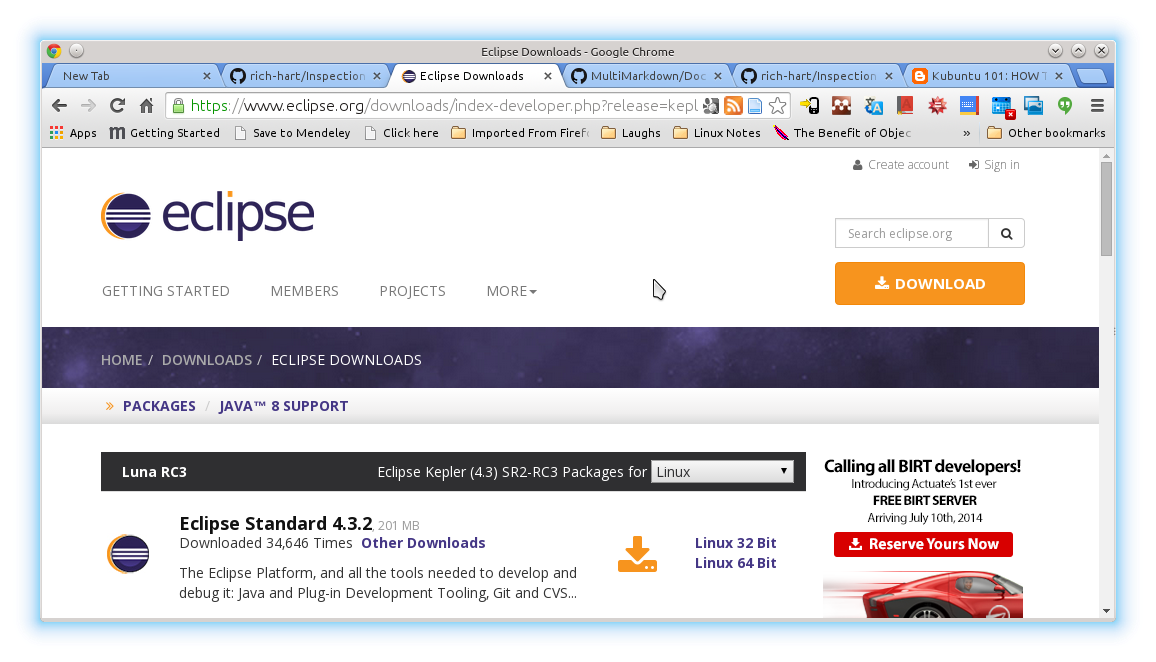 Eclipse Downloads - Google Chrome
New Tab
rich-hart/Inspection
Eclipse Downloads
MultiMarkdown/Doc
rich-hart/Inspection
Kubuntu 101: HOW T
https://www.eclipse.org/downloads/index-developer.php?release=kepl
Apps
Getting Started
Save to Mendeley
Click here
Imported From Firef
Laughs
Linux Notes
The Benefit of Objec
»
Other bookmarks
Create account
Sign in
eclipse
Search eclipse.org
DOWNLOAD
GETTING STARTED
MEMBERS
PROJECTS
MORE
HOME / DOWNLOADS / ECLIPSE DOWNLOADS
» PACKAGES / JAVA™ 8 SUPPORT
Luna RC3
Eclipse Kepler (4.3) SR2-RC3 Packages for Linux
Eclipse Standard 4.3.2, 201 MB
Downloaded 34,646 Times Other Downloads
The Eclipse Platform, and all the tools needed to develop and
debug it: Java and Plug-in Development Tooling, Git and CVS...
Linux 32 Bit
Linux 64 Bit
Calling all BIRT developers!
Introducing Actuate's 1st ever
FREE BIRT SERVER
Arriving July 10th, 2014
Reserve Yours Now